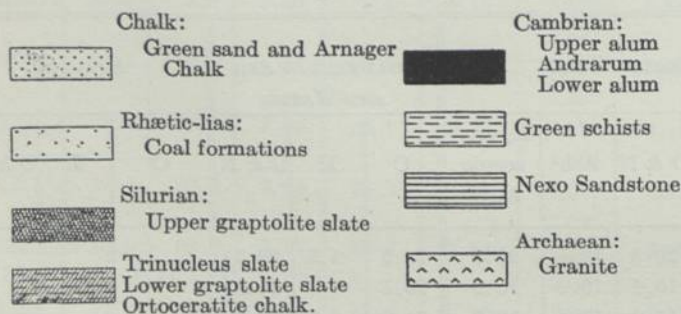 Chalk:
Green sand and Arnager
Chalk
Rhætic-lias:
Coal formations
Silurian:
Upper graptolite slate
Trinucleus slate
Lower graptolite slate
Ortoceratite chalk.
Cambrian:
Upper alum
Andrarum
Lower alum
Green schists
Nexo Sandstone
Archaean:
Granite